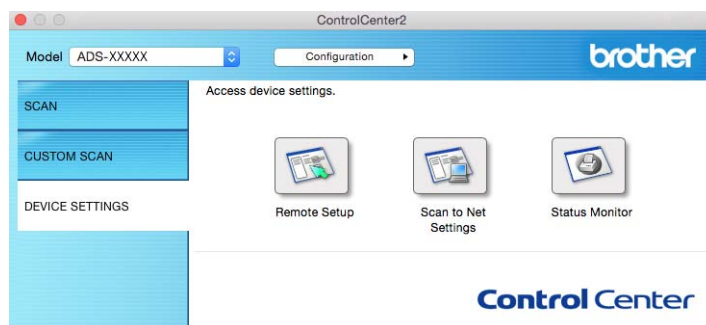 ControlCenter2
Model ADS-XXXXX Configuration brother
SCAN
CUSTOM SCAN
DEVICE SETTINGS
Access device settings.
Remote Setup
Scan to Net
Settings
Status Monitor
Control Center